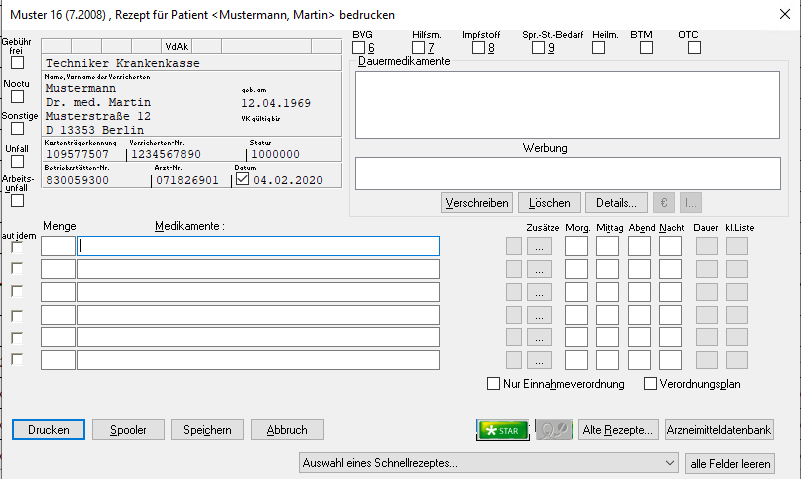 Muster 16 (7.2008) , Rezept für Patient <Mustermann, Martin> bedrucken
Gebühr frei
Noctu
Sonstige
Unfall
Arbeits-unfall
VdAk
Techniker Krankenkasse
Name, Vorname des Versicherten
Mustermann
geb. am
Dr. med. Martin 12.04.1969
Musterstraße 12
VK gültig bis
D 13353 Berlin
Kostenträgerkennung Versicherten-Nr. Status
109577507 1234567890 1000000
Betriebsstätten-Nr. Arzt-Nr. Datum
830059300 071826901 04.02.2020
BVG Hilfsm. Impfstoff Spr.-St.-Bedarf Heilm. BTM OTC
6 7 8 9
Dauermedikamente
Werbung
Verschreiben Löschen Details... € I...
aut idem Menge Medikamente : Zusätze Morg. Mittag Abend Nacht Dauer kl.Liste
...
...
...
...
...
...
Nur Einnahmeverordnung Verordnungsplan
Drucken Spooler Speichern Abbruch STAR Alte Rezepte... Arzneimitteldatenbank
Auswahl eines Schnellrezeptes... alle Felder leeren